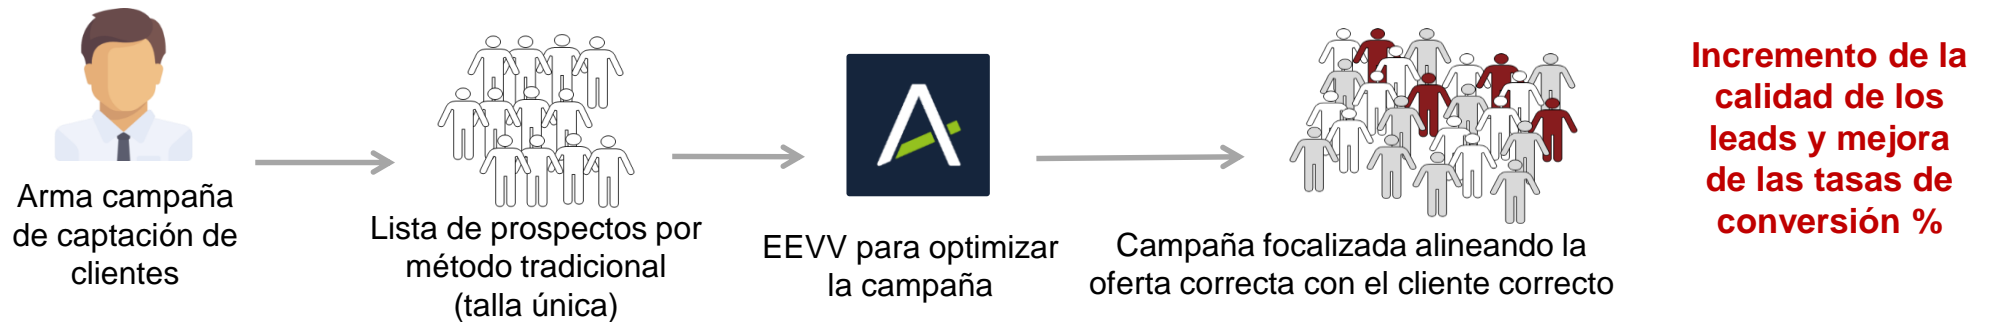 Arma campaña
de captación de
clientes
Lista de prospectos por
método tradicional
(talla única)
EEVV para optimizar
la campaña
Campaña focalizada alineando la
oferta correcta con el cliente correcto
Incremento de la
calidad de los
leads y mejora
de las tasas de
conversión %